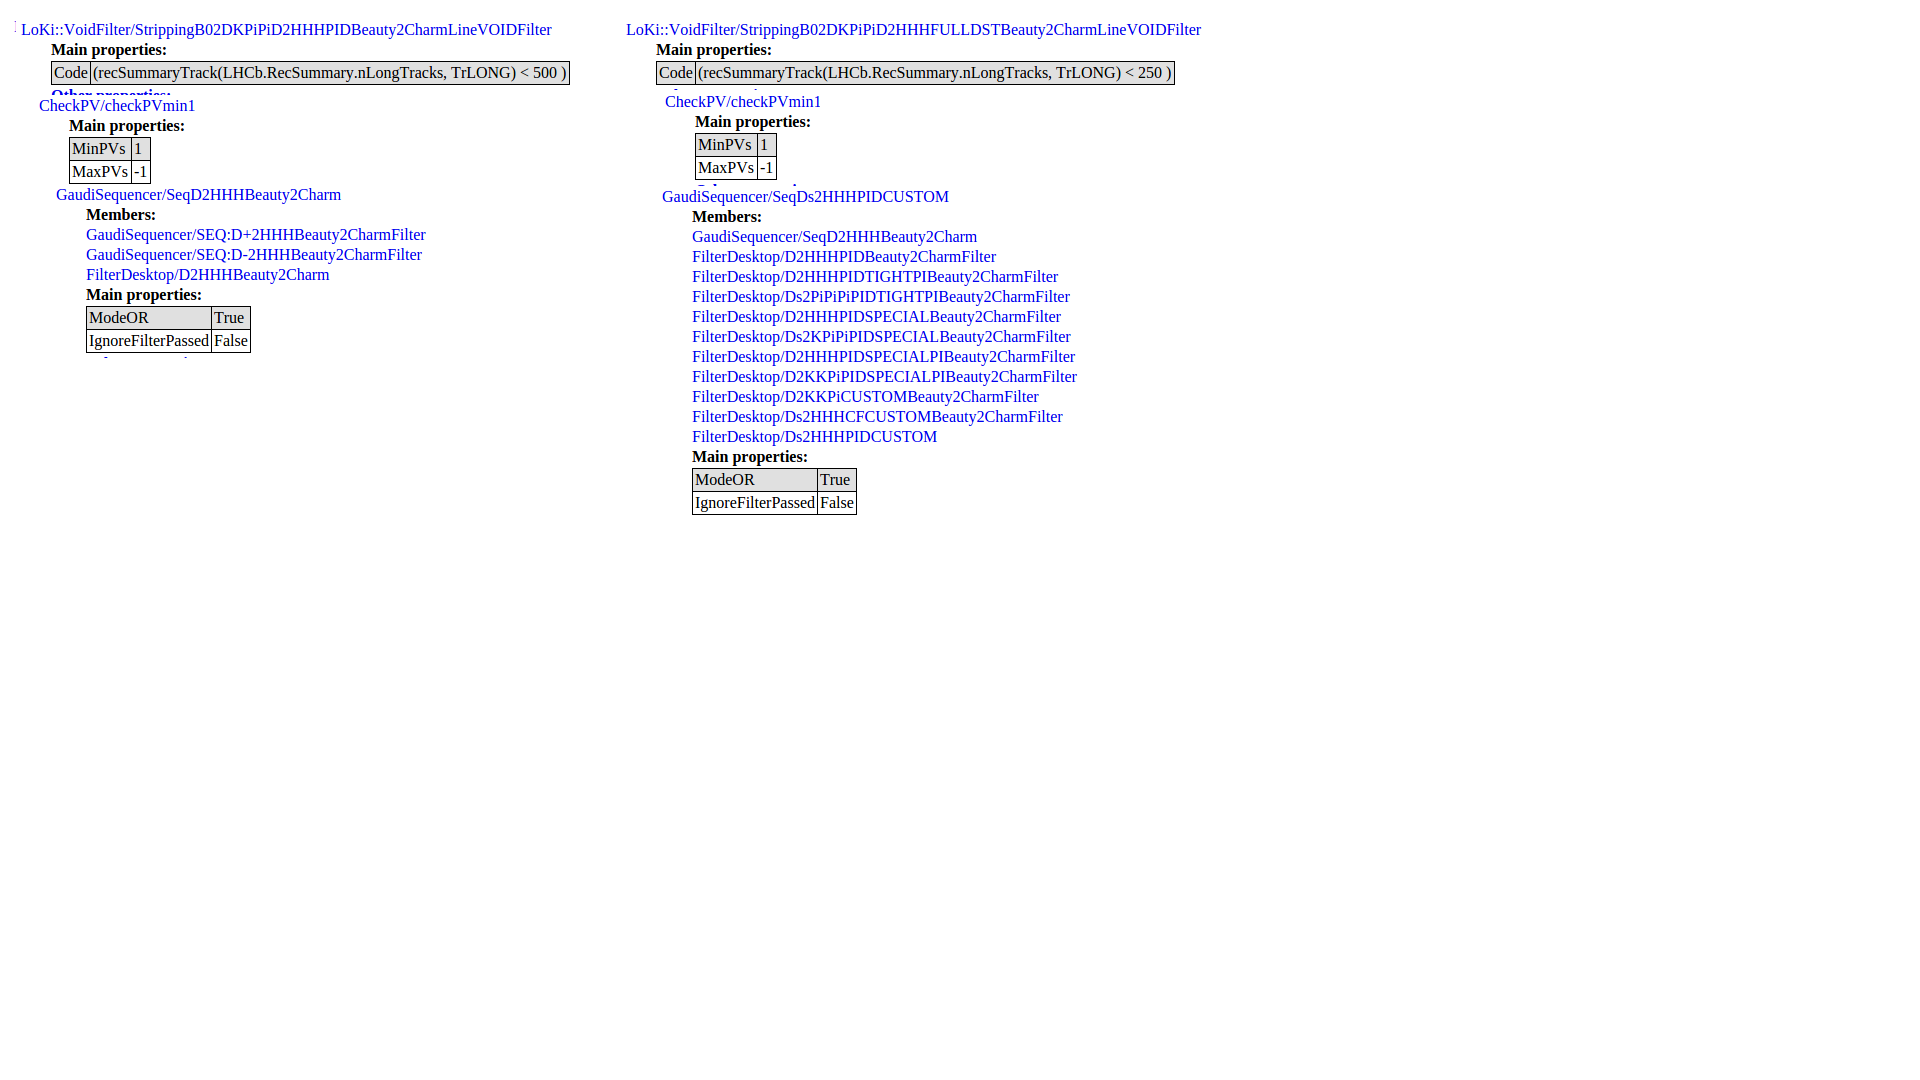 LoKi::VoidFilter/StrippingB02DKPiPiD2HHHPIDBeauty2CharmLineVOIDFilter
Main properties:
Code (recSummaryTrack(LHCb.RecSummary.nLongTracks, TrLONG) < 500 )
Other properties:
CheckPV/checkPVmin1
Main properties:
MinPVs 1
MaxPVs -1
GaudiSequencer/SeqD2HHHBeauty2Charm
Members:
GaudiSequencer/SEQ:D+2HHHBeauty2CharmFilter
GaudiSequencer/SEQ:D-2HHHBeauty2CharmFilter
FilterDesktop/D2HHHBeauty2Charm
Main properties:
ModeOR True
IgnoreFilterPassed False
LoKi::VoidFilter/StrippingB02DKPiPiD2HHHFULLDSTBeauty2CharmLineVOIDFilter
Main properties:
Code (recSummaryTrack(LHCb.RecSummary.nLongTracks, TrLONG) < 250 )
CheckPV/checkPVmin1
Main properties:
MinPVs 1
MaxPVs -1
GaudiSequencer/SeqDs2HHHPIDCUSTOM
Members:
GaudiSequencer/SeqD2HHHBeauty2Charm
FilterDesktop/D2HHHPIDBeauty2CharmFilter
FilterDesktop/D2HHHPIDTIGHTPIBeauty2CharmFilter
FilterDesktop/Ds2PiPiPiPIDTIGHTPIBeauty2CharmFilter
FilterDesktop/D2HHHPIDSPECIALBeauty2CharmFilter
FilterDesktop/Ds2KPiPiPIDSPECIALBeauty2CharmFilter
FilterDesktop/D2HHHPIDSPECIALPIBeauty2CharmFilter
FilterDesktop/D2KKPiPIDSPECIALPIBeauty2CharmFilter
FilterDesktop/D2KKPiCUSTOMBeauty2CharmFilter
FilterDesktop/Ds2HHHCFCUSTOMBeauty2CharmFilter
FilterDesktop/Ds2HHHPIDCUSTOM
Main properties:
ModeOR True
IgnoreFilterPassed False